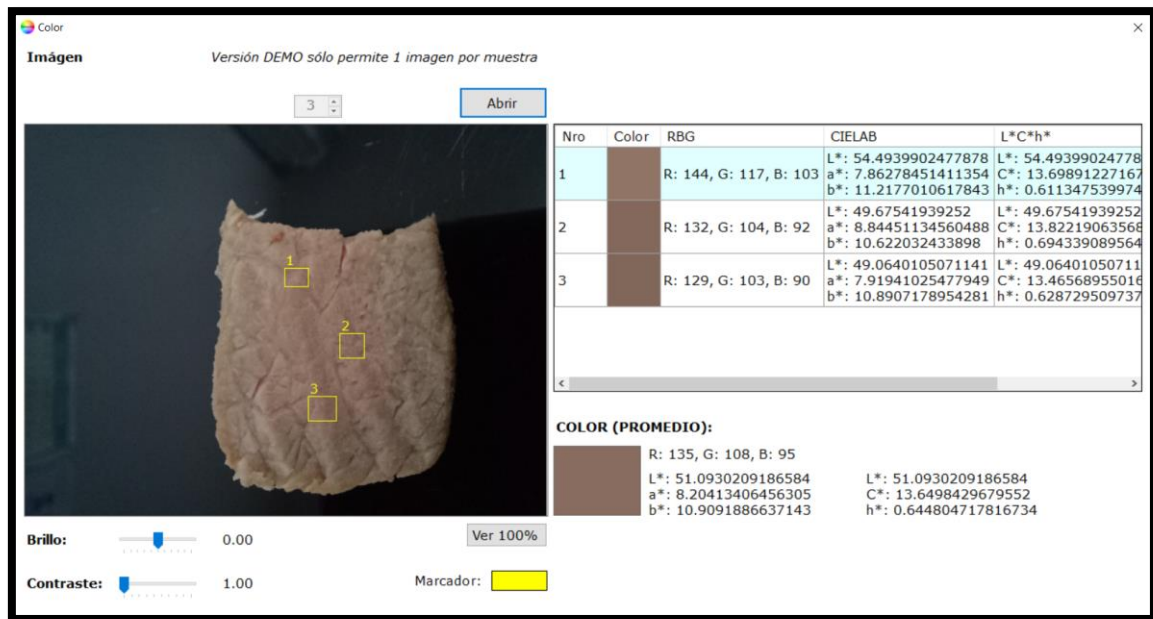 Color
Imágen
Versión DEMO sólo permite 1 imagen por muestra
3
Abrir
Nro Color RBG CIELAB L*C*h*
1
R: 144, G: 117, B: 103
L*: 54.4939902477878
a*: 7.86278451411354
b*: 11.2177010617843
L*: 54.49399024778
C*: 13.69891227167
h*: 0.611347539974
2
R: 132, G: 104, B: 92
L*: 49.67541939252
a*: 8.84451134560488
b*: 10.622032433898
L*: 49.67541939252
C*: 13.82219063568
h*: 0.694339089564
3
R: 129, G: 103, B: 90
L*: 49.0640105071141
a*: 7.91941025477949
b*: 10.8907178954281
L*: 49.06401050711
C*: 13.46568955016
h*: 0.628729509737
1
2
3
COLOR (PROMEDIO):
R: 135, G: 108, B: 95
L*: 51.0930209186584
a*: 8.20413406456305
b*: 10.9091886637143
L*: 51.0930209186584
C*: 13.6498429679552
h*: 0.644804717816734
Brillo: 0.00
Ver 100%
Contraste: 1.00
Marcador: